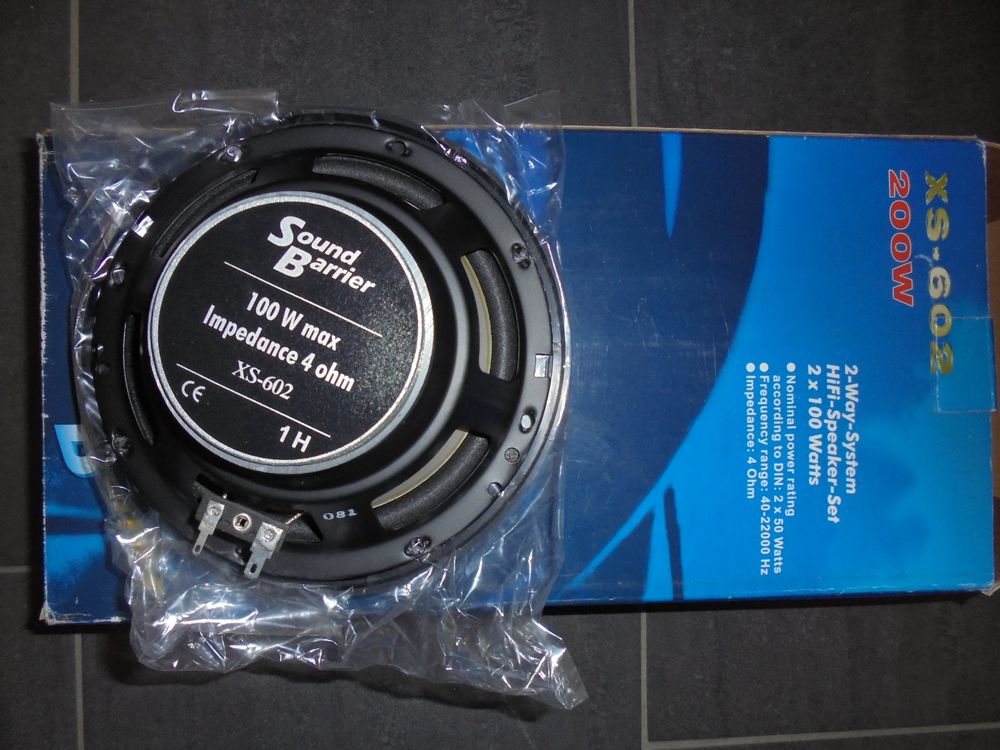 Sound
Barrier
100 W max
Impedance 4 ohm
XS-602
CE
1 H
081
XS-602
200W
2-Way-System
HiFi-Speaker-Set
2 x 100 Watts
● Nominal power rating
according to DIN: 2 x 50 Watts
● Frequency range: 40-22000 Hz
● Impedance: 4 Ohm